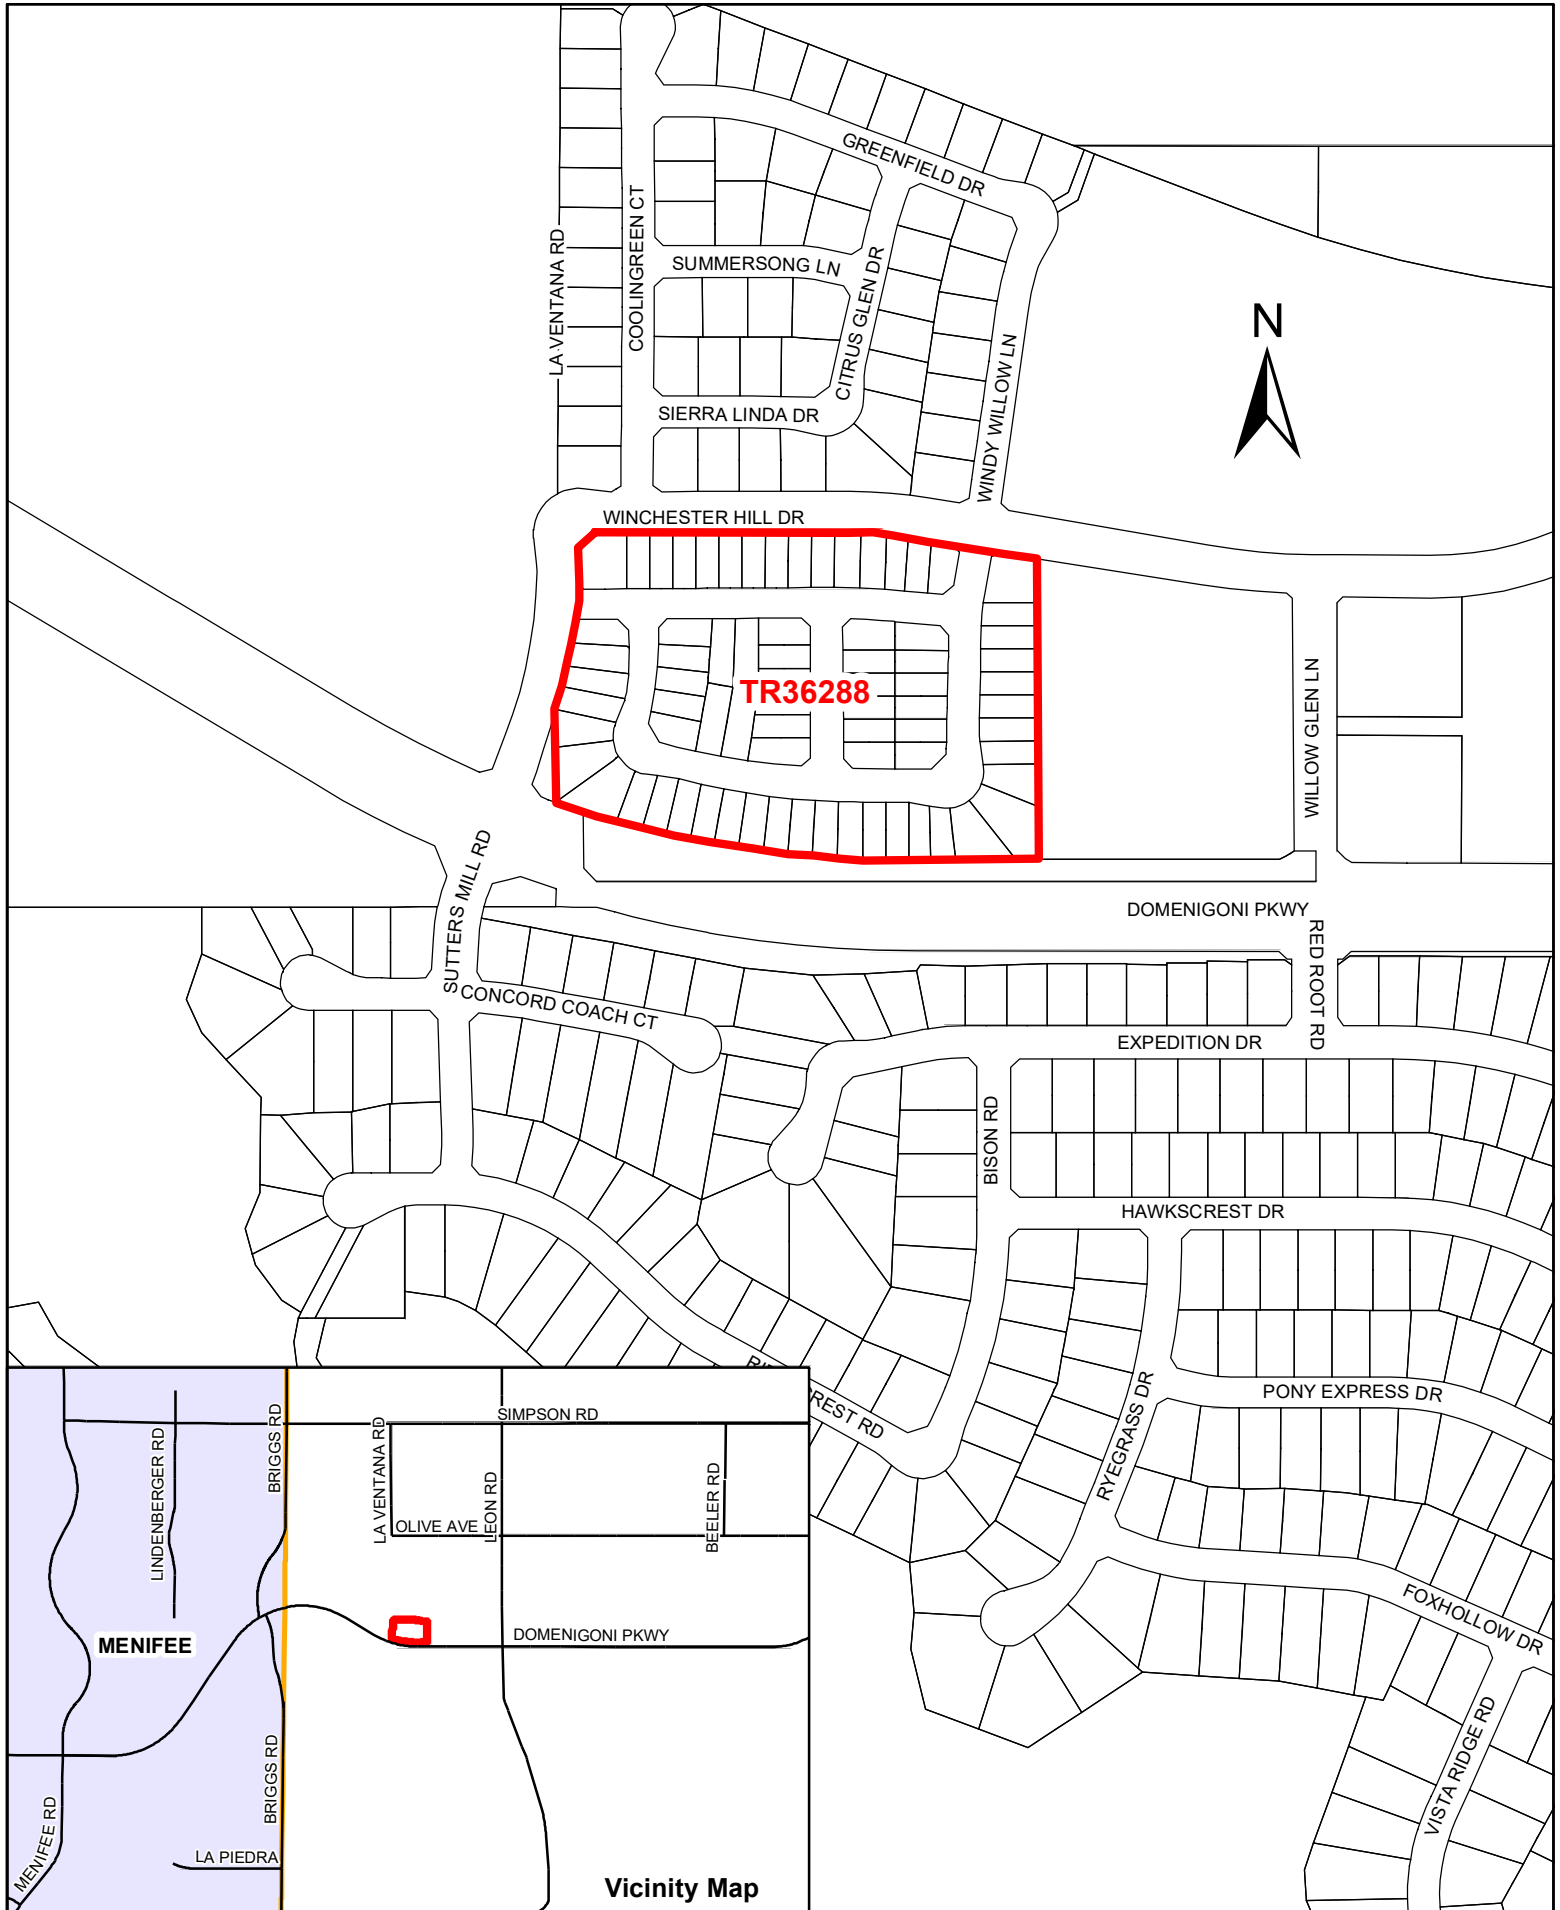 GREENFIELD DR
COOLINGREEN CT
LA VENTANA RD
SUMMERSONG LN
CITRUS GLEN DR
N
WINDY WILLOW LN
SIERRA LINDA DR
WINCHESTER HILL DR
TR36288
WILLOW GLEN LN
SUTTERS MILL RD
DOMENIGONI PKWY
RED ROOT RD
CONCORD COACH CT
EXPEDITION DR
BISON RD
HAWKSCREST DR
CREST RD
RYEGRASS DR
PONY EXPRESS DR
FOXHOLLOW DR
VISTA RIDGE RD
SIMPSON RD
LINDENBERGER RD
BRIGGS RD
LA VENTANA RD
LEON RD
BEELER RD
OLIVE AVE
MENIFEE
DOMENIGONI PKWY
BRIGGS RD
MENIFEE RD
LA PIEDRA
Vicinity Map